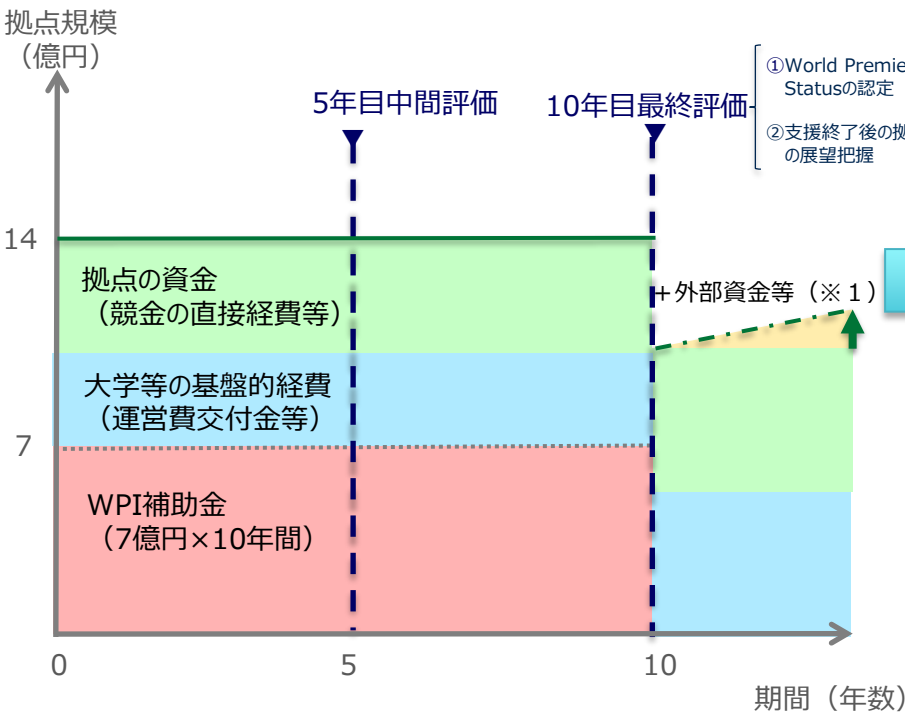 拠点規模
（億円）
5年目中間評価
10年目最終評価
①World Premie
Statusの認定
②支援終了後の拠
の展望把握
14
拠点の資金
（競金の直接経費等）
＋外部資金等（※１）
大学等の基盤的経費
（運営費交付金等）
7
WPI補助金
（7億円×10年間）
0
5
10
期間（年数）